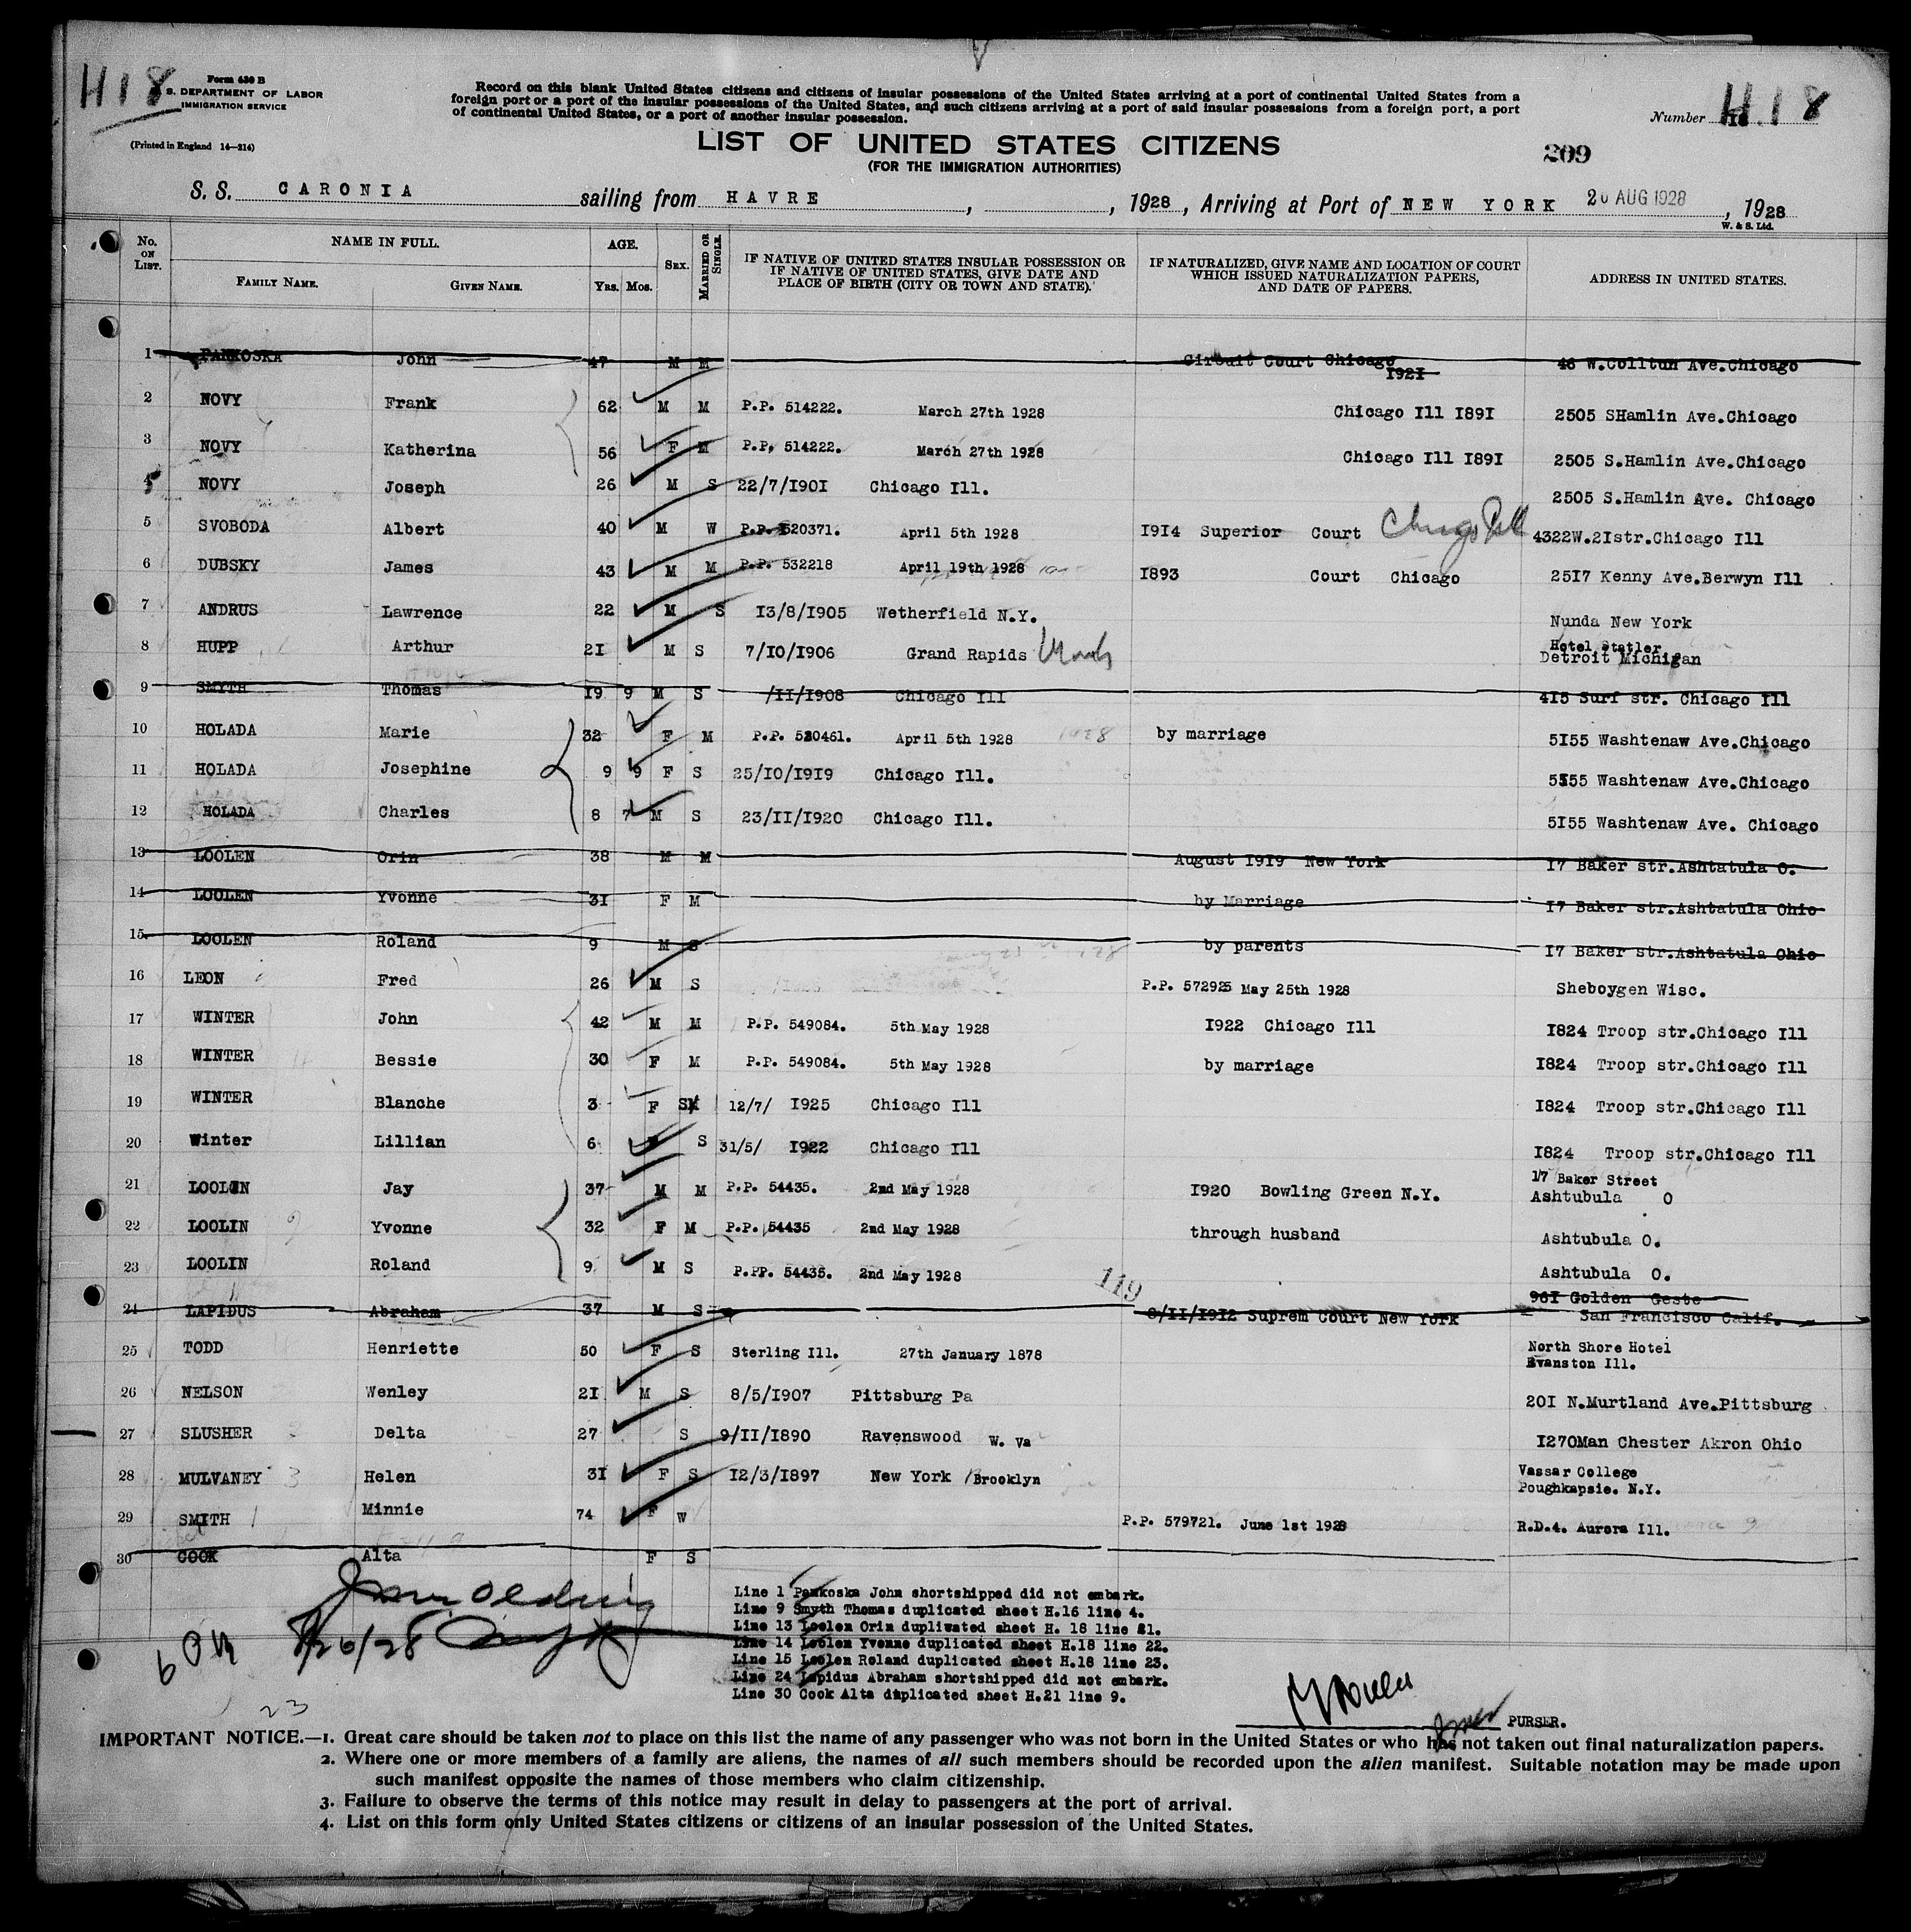 H 18
Form 630 B
S. DEPARTMENT OF LABOR
IMMIGRATION SERVICE
(Printed in England 14—214)
Record on this blank United States citizens and citizens of insular possessions of the United States arriving at a port of continental United States from a
foreign port or a port of the insular possessions of the United States, and such citizens arriving at a port of said insular possessions from a foreign port, a port
of continental United States, or a port of another insular possession.
Number H.18
LIST OF UNITED STATES CITIZENS
(FOR THE IMMIGRATION AUTHORITIES)
209
S. S. CARONIA sailing from HAVRE, , 1928, Arriving at Port of NEW YORK 20 AUG 1928, 1928
W. & S. Ltd.
No. ON LIST. NAME IN FULL. AGE. SEX. MARRIED OR SINGLE. IF NATIVE OF UNITED STATES INSULAR POSSESSION OR IF NATIVE OF UNITED STATES, GIVE DATE AND PLACE OF BIRTH (CITY OR TOWN AND STATE). IF NATURALIZED, GIVE NAME AND LOCATION OF COURT WHICH ISSUED NATURALIZATION PAPERS, AND DATE OF PAPERS. ADDRESS IN UNITED STATES.
FAMILY NAME. GIVEN NAME. Yrs. Mos.
1 PANKOSKA John 47 M M Circuit Court Chicago 1921 46 W.Colltun Ave.Chicago
2 NOVY Frank 62 M M P.P. 514222. March 27th 1928 Chicago Ill 1891 2505 SHamlin Ave.Chicago
3 NOVY Katherina 56 F M P.P. 514222. March 27th 1928 Chicago Ill 1891 2505 S.Hamlin Ave.Chicago
4 NOVY Joseph 26 M S 22/7/1901 Chicago Ill. 2505 S.Hamlin Ave. Chicago
5 SVOBODA Albert 40 M W P.P. 520371. April 5th 1928 1914 Superior Court Chicago Ill 4322W.21str.Chicago Ill
6 DUBSKY James 43 M M P.P. 532218 April 19th 1928 1893 Court Chicago 2517 Kenny Ave.Berwyn Ill
7 ANDRUS Lawrence 22 M S 13/8/1905 Wetherfield N.Y. Nunda New York
8 HUPP Arthur 21 M S 7/10/1906 Grand Rapids Mich Hotel Statler Detroit Michigan
9 SMYTH Thomas 19 9 M S /11/1908 Chicago Ill 415 Surf str. Chicago Ill
10 HOLADA Marie 32 F M P.P. 520461. April 5th 1928 1928 by marriage 5155 Washtenaw Ave.Chicago
11 HOLADA Josephine 9 9 F S 25/10/1919 Chicago Ill. 5155 Washtenaw Ave.Chicago
12 HOLADA Charles 8 7 M S 23/11/1920 Chicago Ill. 5155 Washtenaw Ave. Chicago
13 LOOLEN Orin 38 M M August 1919 New York 17 Baker str.Ashtatula O.
14 LOOLEN Yvonne 31 F M by Marriage 17 Baker str.Ashtatula Ohio
15 LOOLEN Roland 9 M S by parents 17 Baker str.Ashtatula Ohio
16 LEON Fred 26 M S P.P. 572925 May 25th 1928 Sheboygen Wisc.
17 WINTER John 42 M M P.P. 549084. 5th May 1928 1922 Chicago Ill 1824 Troop str.Chicago Ill
18 WINTER Bessie 30 F M P.P. 549084. 5th May 1928 by marriage 1824 Troop str.Chicago Ill
19 WINTER Blanche 3 F S 12/7/ 1925 Chicago Ill 1824 Troop str.Chicago Ill
20 Winter Lillian 6 S 31/5/ 1922 Chicago Ill 1824 Troop str.Chicago Ill
21 LOOLIN Jay 37 M M P.P. 54435. 2nd May 1928 1920 Bowling Green N.Y. 17 Baker Street Ashtubula O
22 LOOLIN Yvonne 32 F M P.P. 54435 2nd May 1928 through husband Ashtubula O.
23 LOOLIN Roland 9 M S P.PP. 54435. 2nd May 1928 Ashtubula O.
119
24 LAPIDUS Abraham 37 M S 8/11/1912 Suprem Court New York 961 Golden Geste San Francisco Calif.
25 TODD Henriette 50 F S Sterling Ill. 27th January 1878 North Shore Hotel Evanston Ill.
26 NELSON Wenley 21 M S 8/5/1907 Pittsburg Pa 201 N.Murtland Ave.Pittsburg
27 SLUSHER Delta 27 S 9/11/1890 Ravenswood W. Va 1270Man Chester Akron Ohio
28 MULVANEY 3 Helen 31 F S 12/3/1897 New York /Brooklyn Vassar College Poughkapsie. N.Y.
29 SMITH Minnie 74 F W P.P. 579721. June 1st 1928 R.D.4. Aurora Ill.
30 COOK Alta F S
Line 1 Pankoska John shortshipped did not embark.
Line 9 Smyth Thomas duplicated sheet H.16 line 4.
Line 13 Loolen Orin duplicated sheet H. 18 line 21.
Line 14 Loolen Yvonne duplicated sheet H.18 line 22.
Line 15 Loolen Roland duplicated sheet H.18 line 23.
Line 24 Lapidus Abraham shortshipped did not embark.
Line 30 Cook Alta duplicated sheet H.21 line 9.
8/20/28
23
PURSER.
IMPORTANT NOTICE.—1. Great care should be taken not to place on this list the name of any passenger who was not born in the United States or who has not taken out final naturalization papers.
2. Where one or more members of a family are aliens, the names of all such members should be recorded upon the alien manifest. Suitable notation may be made upon
such manifest opposite the names of those members who claim citizenship.
3. Failure to observe the terms of this notice may result in delay to passengers at the port of arrival.
4. List on this form only United States citizens or citizens of an insular possession of the United States.